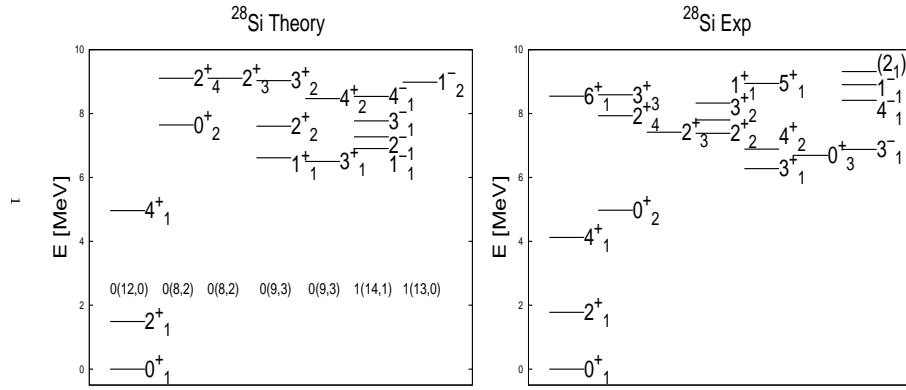 ²⁸Si Theory
10
8
6
4
2
0
E [MeV]
1
2⁺₄ 2⁺₃ 3⁺₂ 1⁻₂
4⁺₂ 4⁻₁
0⁺₂ 2⁺₂ 3⁻₁
2⁻₁
1⁺₁ 3⁺₁ 1⁻₁
4⁺₁
0(12,0) 0(8,2) 0(8,2) 0(9,3) 0(9,3) 1(14,1) 1(13,0)
2⁺₁
0⁺₁
²⁸Si Exp
10
8
6
4
2
0
E [MeV]
(2₁)
1⁺₁ 5⁺₁ 1⁻₁
6⁺₁ 3⁺₃ 3⁺₂ 4⁻₁
2⁺₄ 2⁺₃ 2⁺₂ 4⁺₂
3⁺₁ 0⁺₃ 3⁻₁
0⁺₂
4⁺₁
2⁺₁
0⁺₁